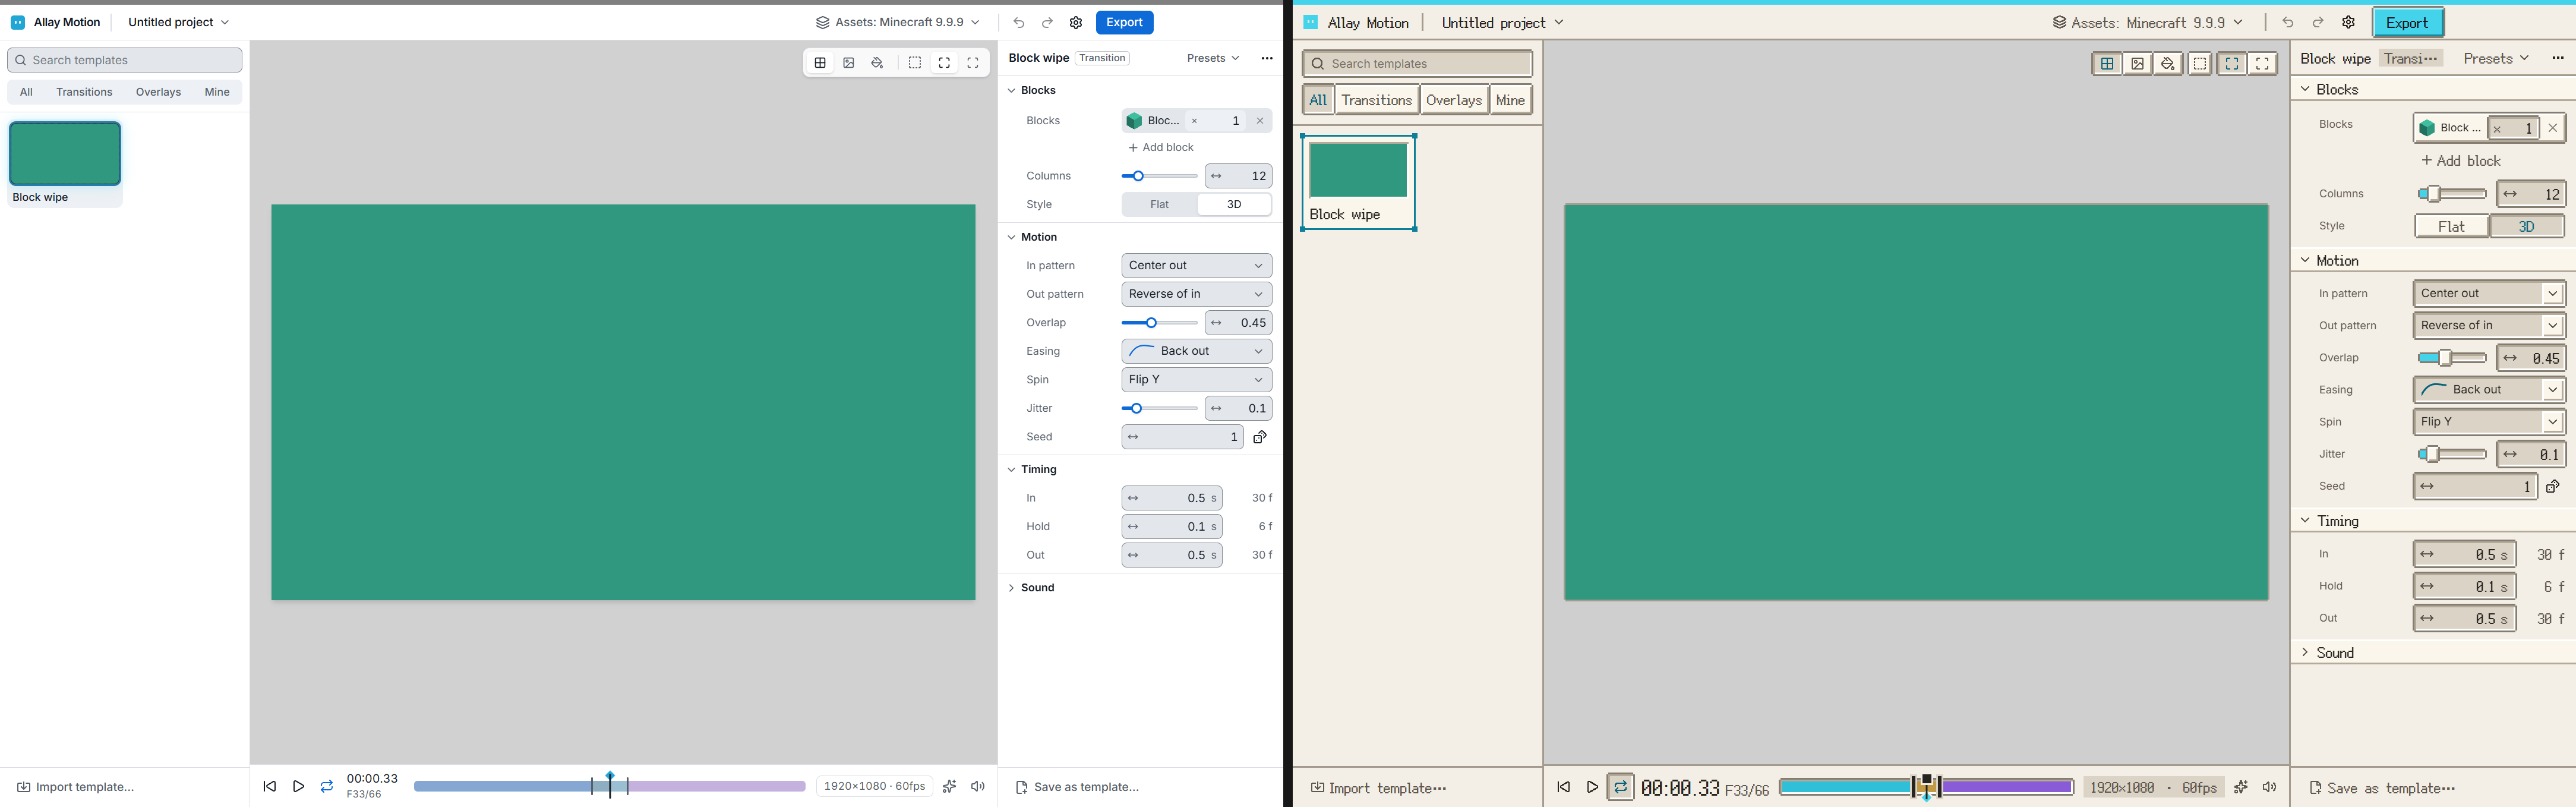 Allay Motion
Untitled project
Assets: Minecraft 9.9.9
Export
Search templates
All
Transitions
Overlays
Mine
Block wipe
Import template...
00:00.33
F33/66
1920×1080 · 60fps
Block wipe
Transition
Presets
Blocks
Blocks
Bloc...
×
1
+ Add block
Columns
12
Style
Flat
3D
Motion
In pattern
Center out
Out pattern
Reverse of in
Overlap
0.45
Easing
Back out
Spin
Flip Y
Jitter
0.1
Seed
1
Timing
In
0.5 s
30 f
Hold
0.1 s
6 f
Out
0.5 s
30 f
Sound
Save as template...
Allay Motion
Untitled project
Assets: Minecraft 9.9.9
Export
Search templates
All
Transitions
Overlays
Mine
Block wipe
Import template...
00:00.33
F33/66
1920×1080 · 60fps
Block wipe
Transi...
Presets
Blocks
Blocks
Block ...
×
1
+ Add block
Columns
12
Style
Flat
3D
Motion
In pattern
Center out
Out pattern
Reverse of in
Overlap
0.45
Easing
Back out
Spin
Flip Y
Jitter
0.1
Seed
1
Timing
In
0.5 s
30 f
Hold
0.1 s
6 f
Out
0.5 s
30 f
Sound
Save as template...